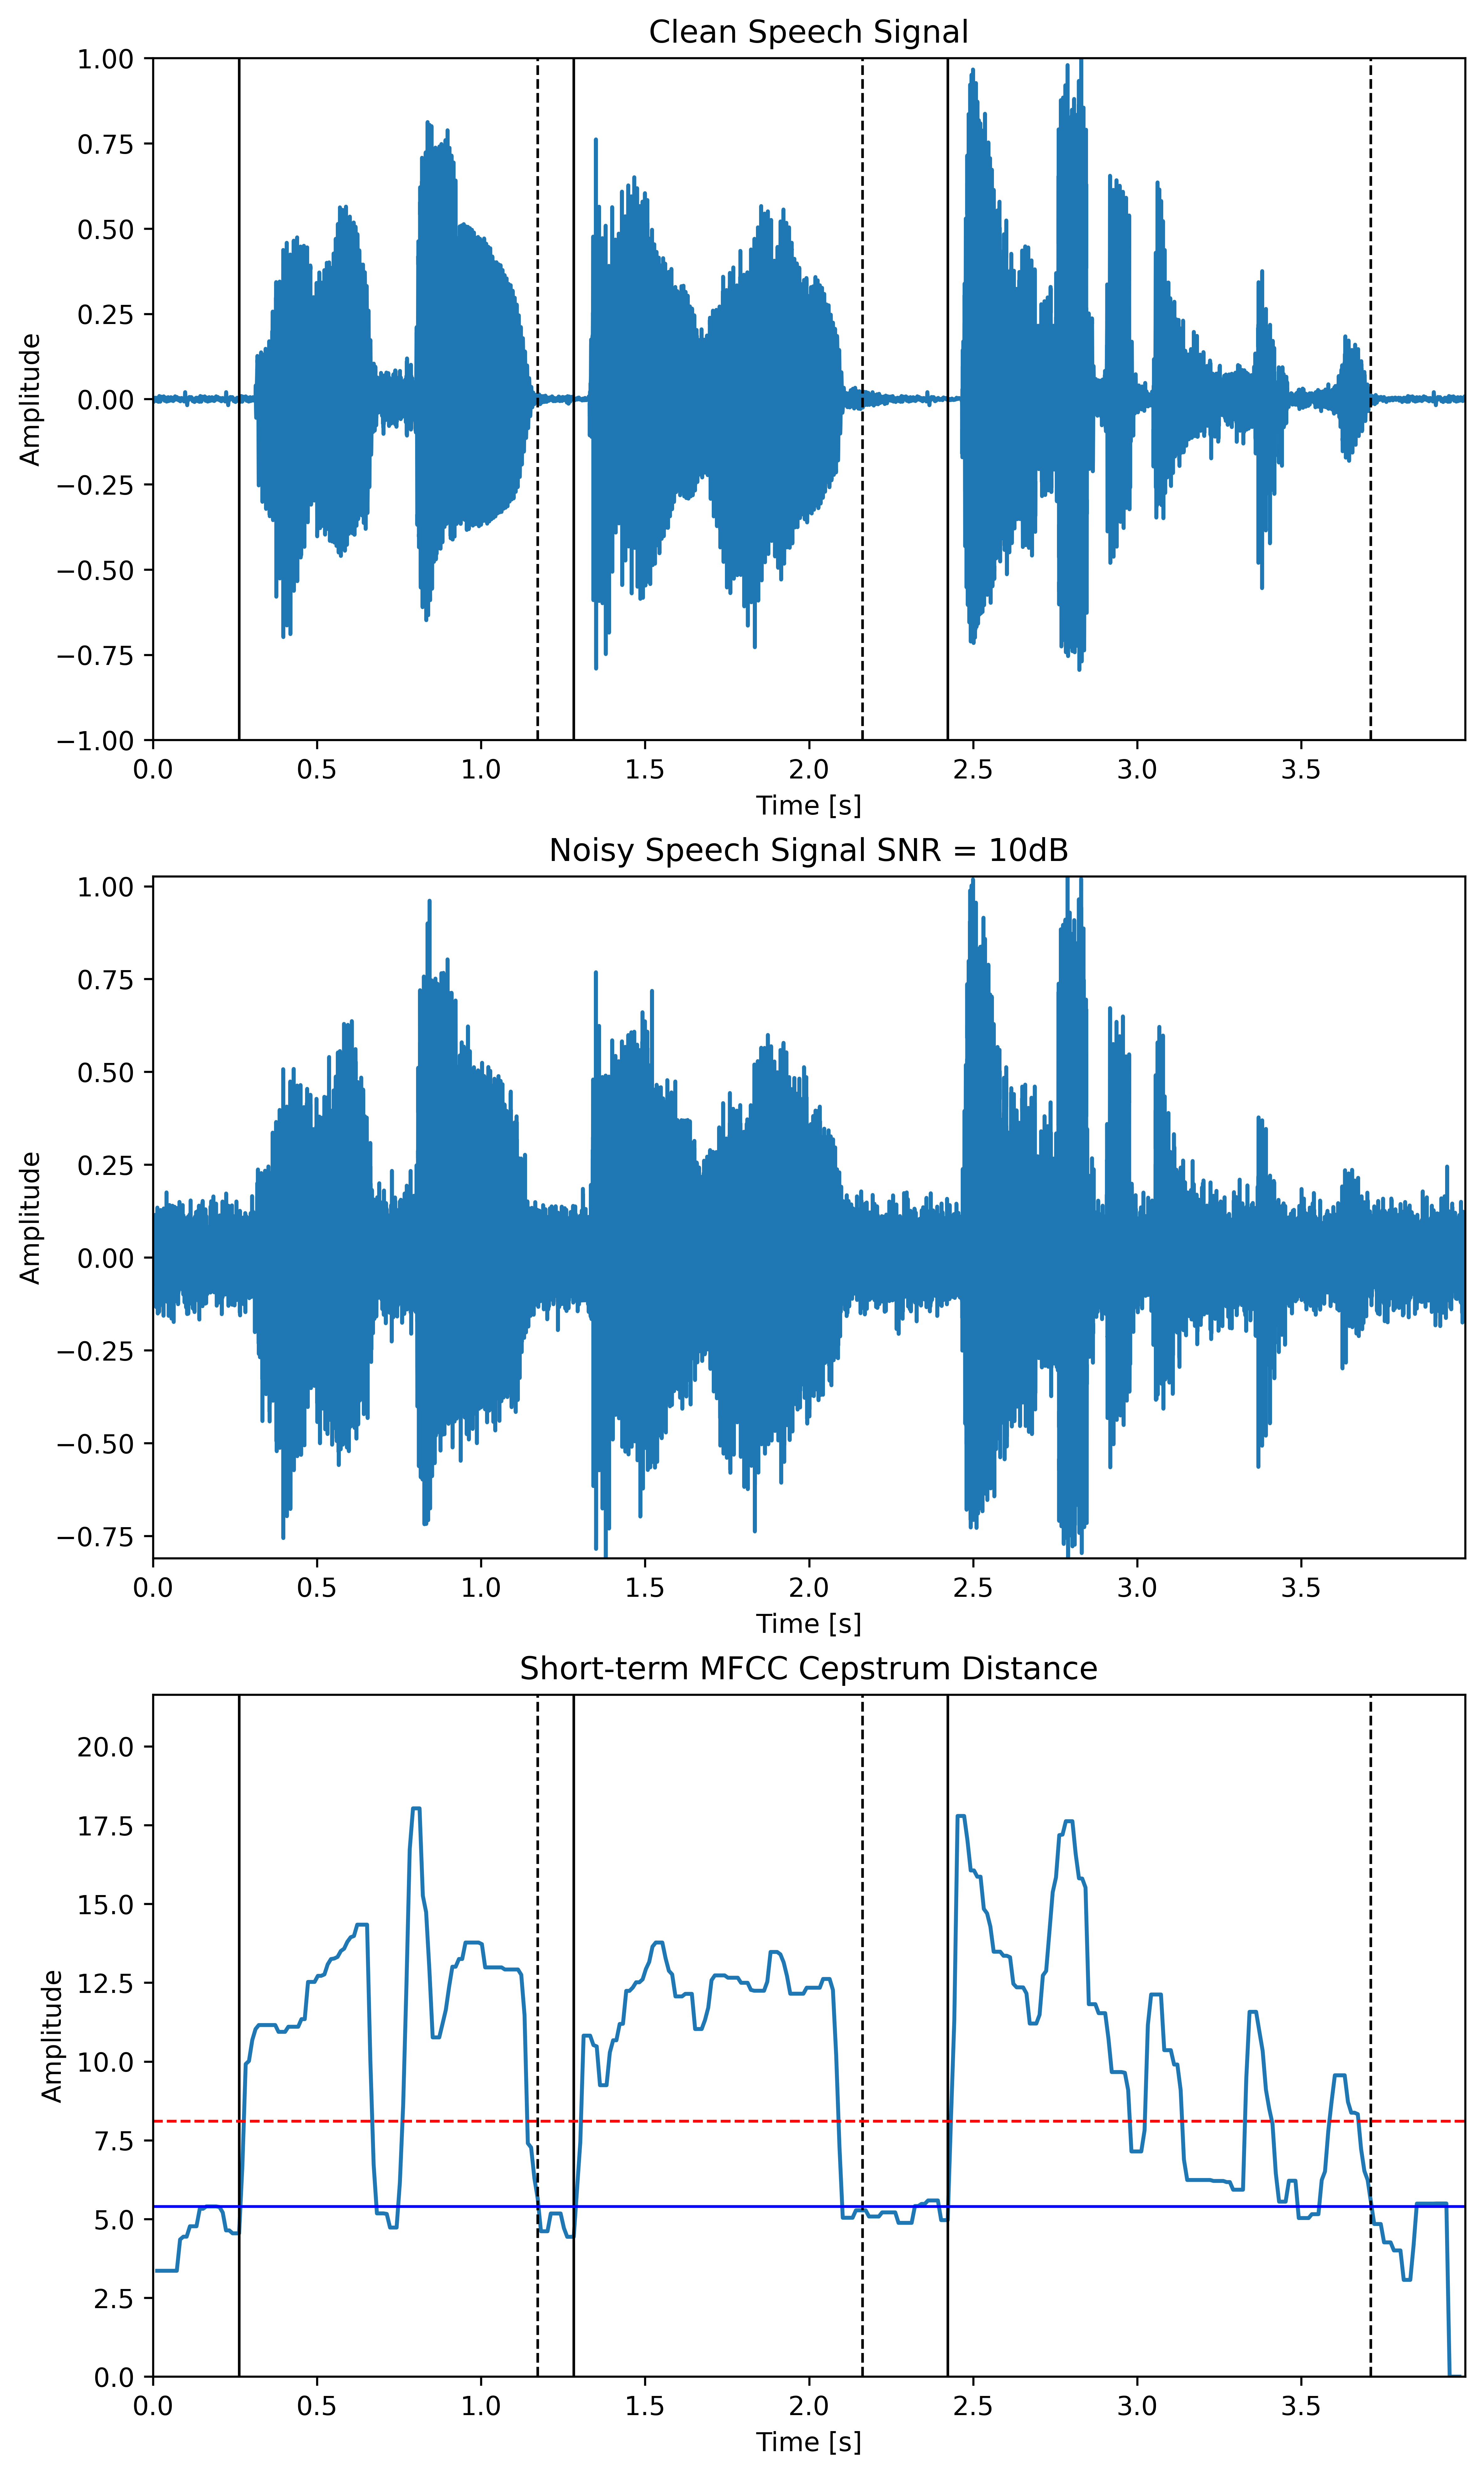 Clean Speech Signal
1.00
0.75
0.50
0.25
0.00
−0.25
−0.50
−0.75
−1.00
Amplitude
0.0 0.5 1.0 1.5 2.0 2.5 3.0 3.5
Time [s]
Noisy Speech Signal SNR = 10dB
1.00
0.75
0.50
0.25
0.00
−0.25
−0.50
−0.75
Amplitude
0.0 0.5 1.0 1.5 2.0 2.5 3.0 3.5
Time [s]
Short-term MFCC Cepstrum Distance
20.0
17.5
15.0
12.5
10.0
7.5
5.0
2.5
0.0
Amplitude
0.0 0.5 1.0 1.5 2.0 2.5 3.0 3.5
Time [s]